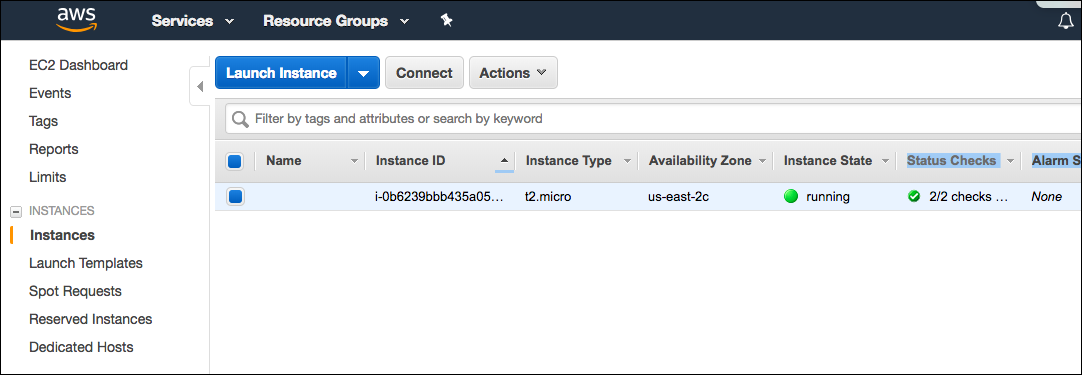 aws Services Resource Groups
EC2 Dashboard
Events
Tags
Reports
Limits
INSTANCES
Instances
Launch Templates
Spot Requests
Reserved Instances
Dedicated Hosts
Launch Instance Connect Actions
Filter by tags and attributes or search by keyword
Name Instance ID Instance Type Availability Zone Instance State Status Checks Alarm S
i-0b6239bbb435a05... t2.micro us-east-2c running 2/2 checks ... None